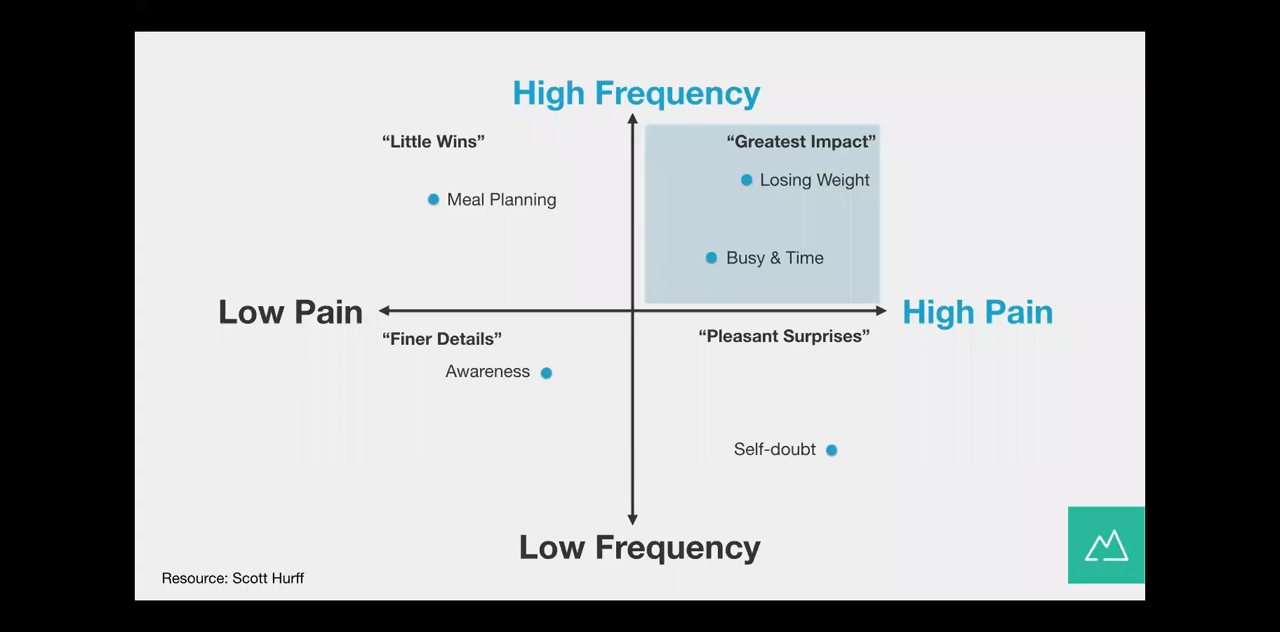 High Frequency
“Little Wins”
“Greatest Impact”
Losing Weight
Meal Planning
Busy & Time
Low Pain
High Pain
“Finer Details”
“Pleasant Surprises”
Awareness
Self-doubt
Low Frequency
Resource: Scott Hurff